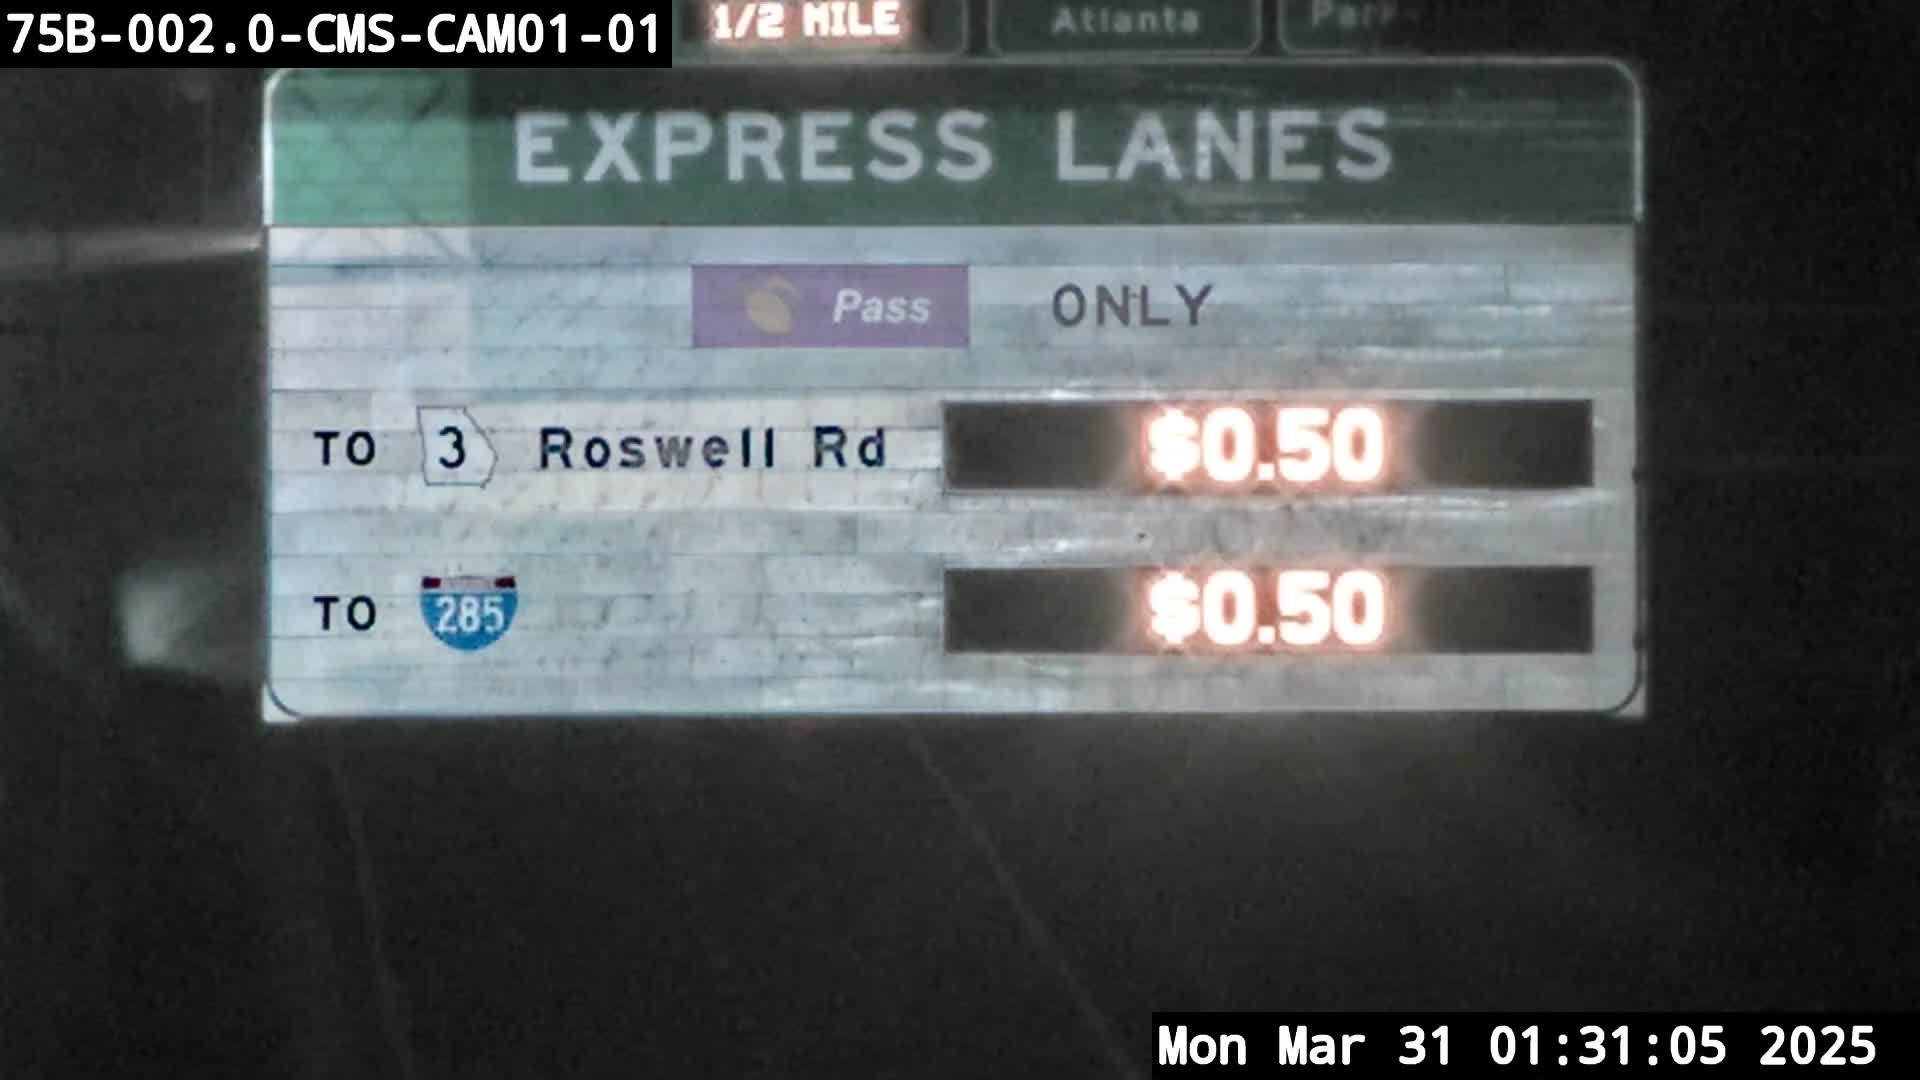 75B-002.0-CMS-CAM01-01
1/2 MILE
Atlanta
EXPRESS LANES
Pass ONLY
TO 3 Roswell Rd $0.50
TO 285 $0.50
Mon Mar 31 01:31:05 2025